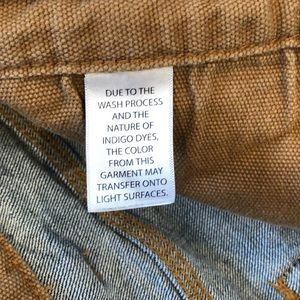 DUE TO THE
WASH PROCESS
AND THE
NATURE OF
INDIGO DYES,
THE COLOR
FROM THIS
GARMENT MAY
TRANSFER ONTO
LIGHT SURFACES.